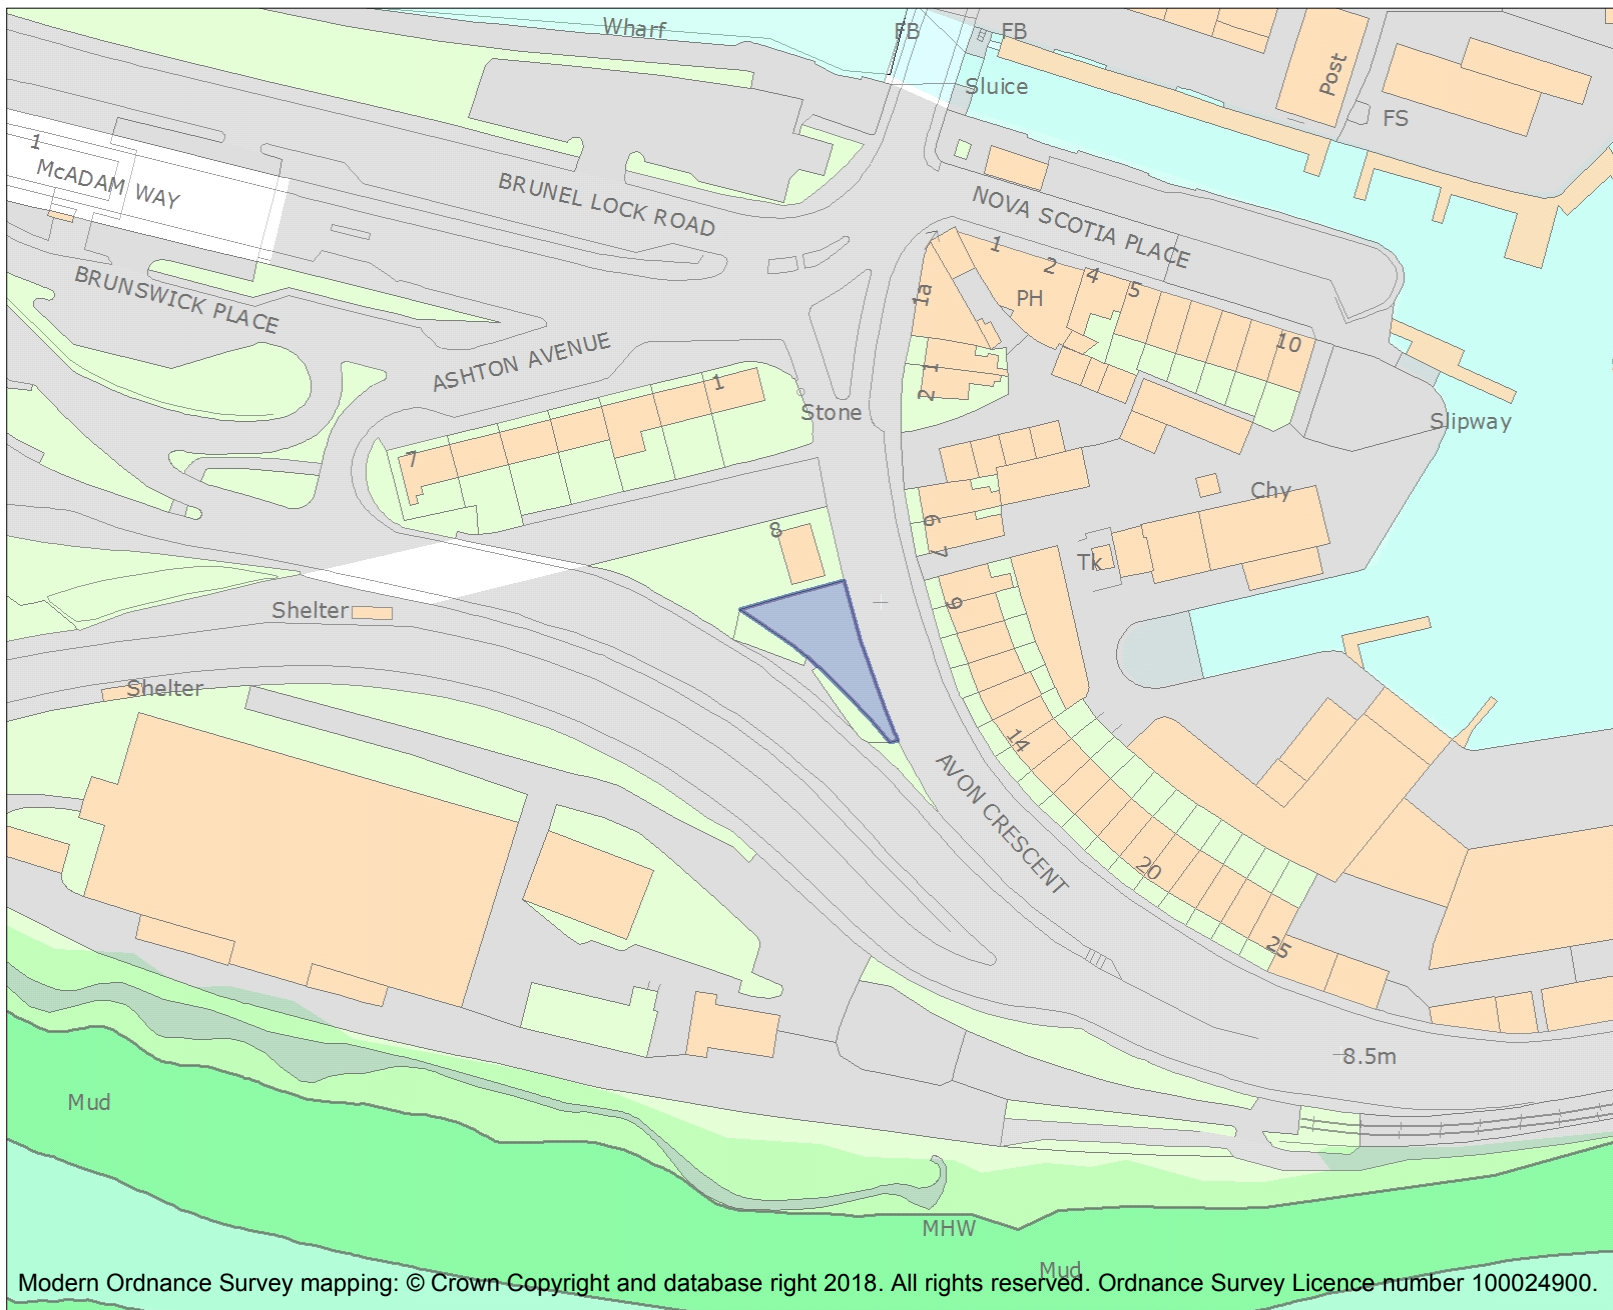 Wharf
FB
FB
Sluice
Post
FS
1
McADAM WAY
BRUNEL LOCK ROAD
NOVA SCOTIA PLACE
BRUNSWICK PLACE
1
2
4
5
10
PH
1a
ASHTON AVENUE
1
2
1
7
Stone
Slipway
8
6
7
Chy
Tk
9
Shelter
Shelter
14
AVON CRESCENT
20
25
8.5m
Mud
MHW
Mud
Modern Ordnance Survey mapping: © Crown Copyright and database right 2018. All rights reserved. Ordnance Survey Licence number 100024900.